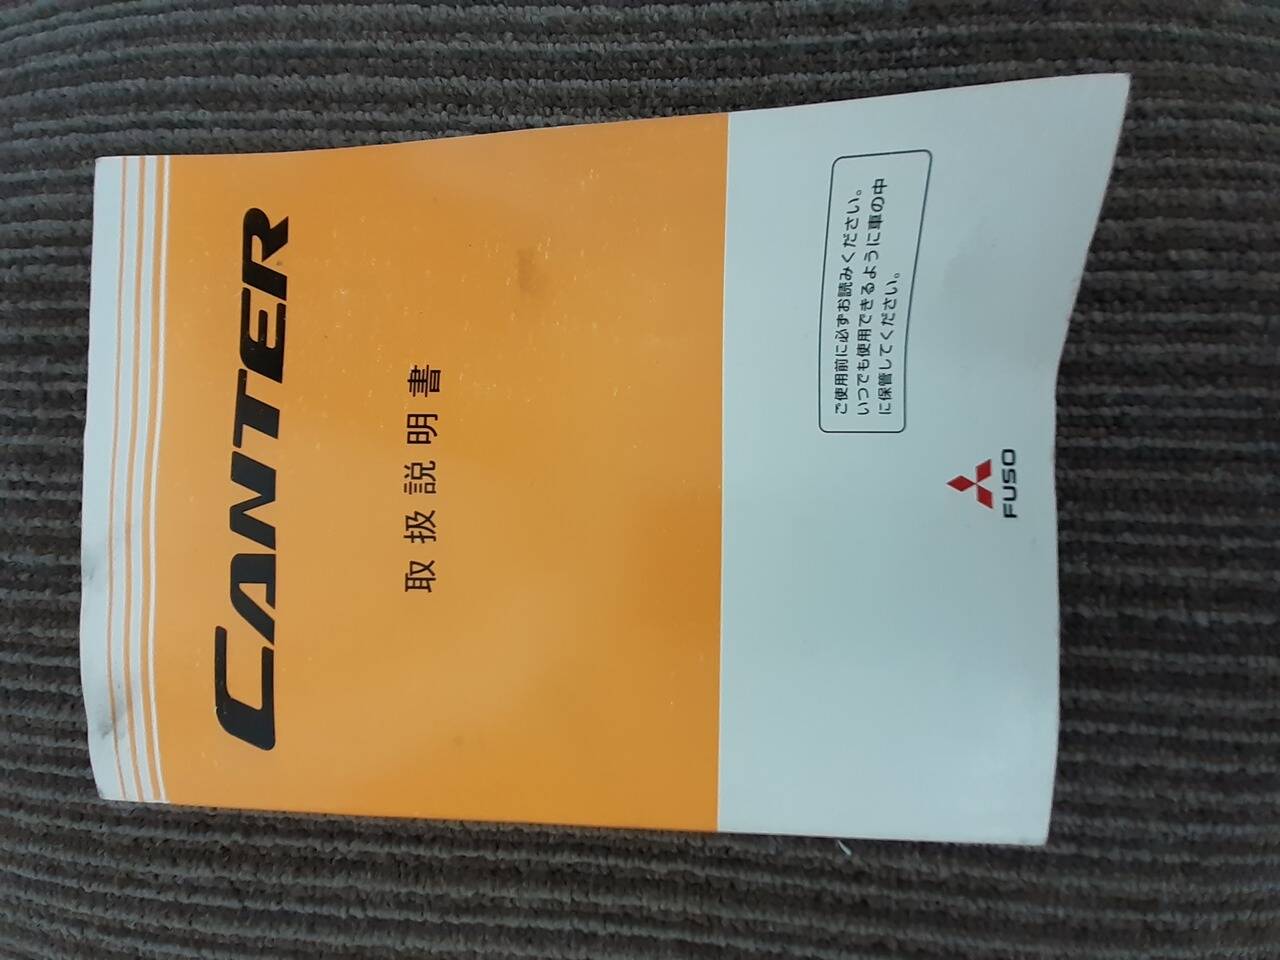 CANTER
取扱説明書
ご使用前に必ずお読みください。
いつでも使用できるように車の中
に保管してください。
FUSO